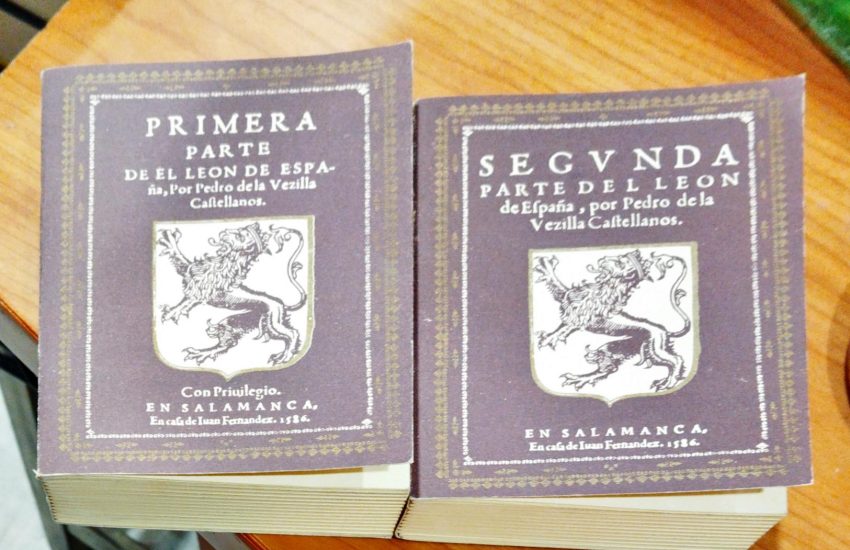 PRIMERA
PARTE
DE EL LEON DE ESPA-
ña, Por Pedro de la Vezilla
Caſtellanos.
Con Priuilegio.
EN SALAMANCA,
En caſa de Iuan Fernandez. 1586.
SEGVNDA
PARTE DEL LEON
de Eſpaña, por Pedro de la
Vezilla Caſtellanos.
EN SALAMANCA,
En caſa de Iuan Fernandez. 1586.